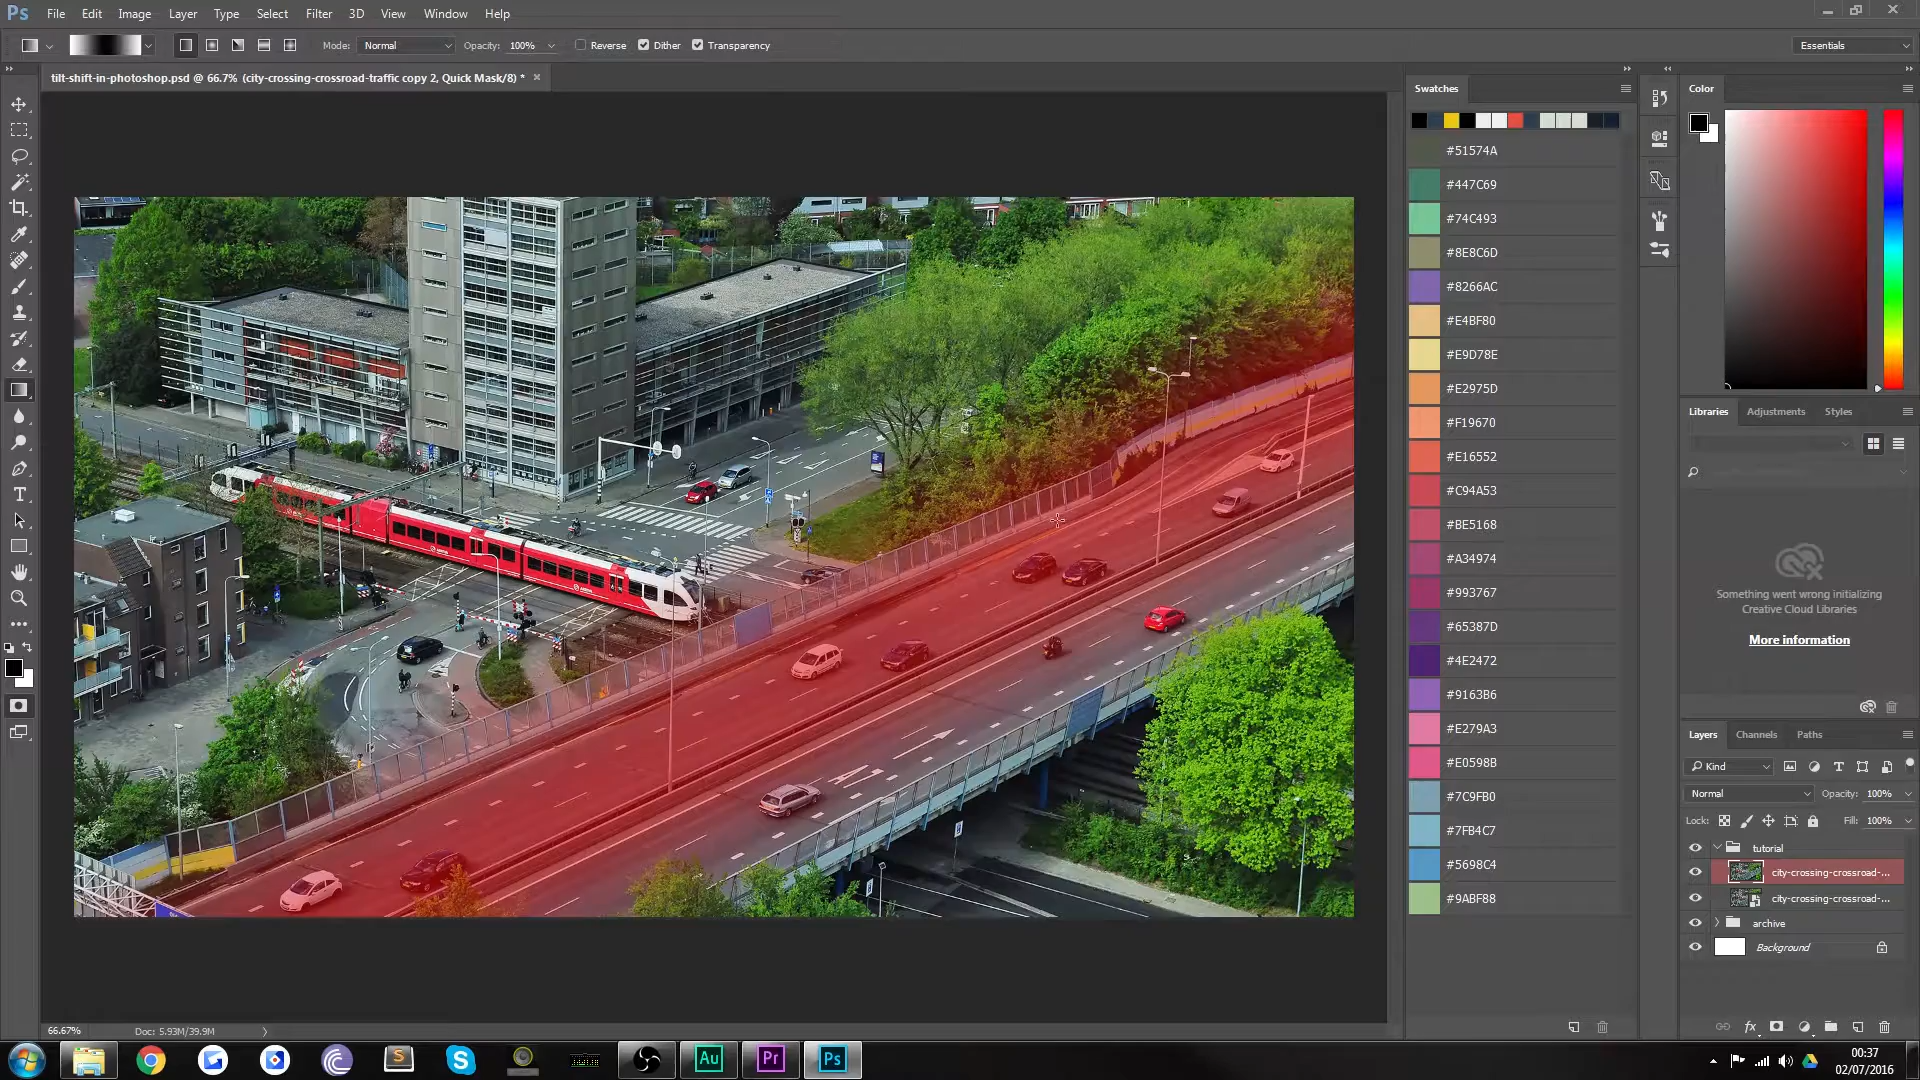 Ps File Edit Image Layer Type Select Filter 3D View Window Help
Mode: Normal Opacity: 100% Reverse Dither Transparency Essentials
tilt-shift-in-photoshop.psd @ 66.7% (city-crossing-crossroad-traffic copy 2, Quick Mask/8) *
Swatches
#51574A
#447C69
#74C493
#8E8C6D
#8266AC
#E4BF80
#E9D78E
#E2975D
#F19670
#E16552
#C94A53
#BE5168
#A34974
#993767
#65387D
#4E2472
#9163B6
#E279A3
#E0598B
#7C9FB0
#7FB4C7
#5698C4
#9ABF88
Color
Libraries Adjustments Styles
Something went wrong initializing
Creative Cloud Libraries
More information
Layers Channels Paths
Kind
Normal Opacity: 100%
Lock: Fill: 100%
tutorial
city-crossing-crossroad-...
city-crossing-crossroad-...
archive
Background
66.67% Doc: 5.93M/39.9M
Au Pr Ps
00:37
02/07/2016